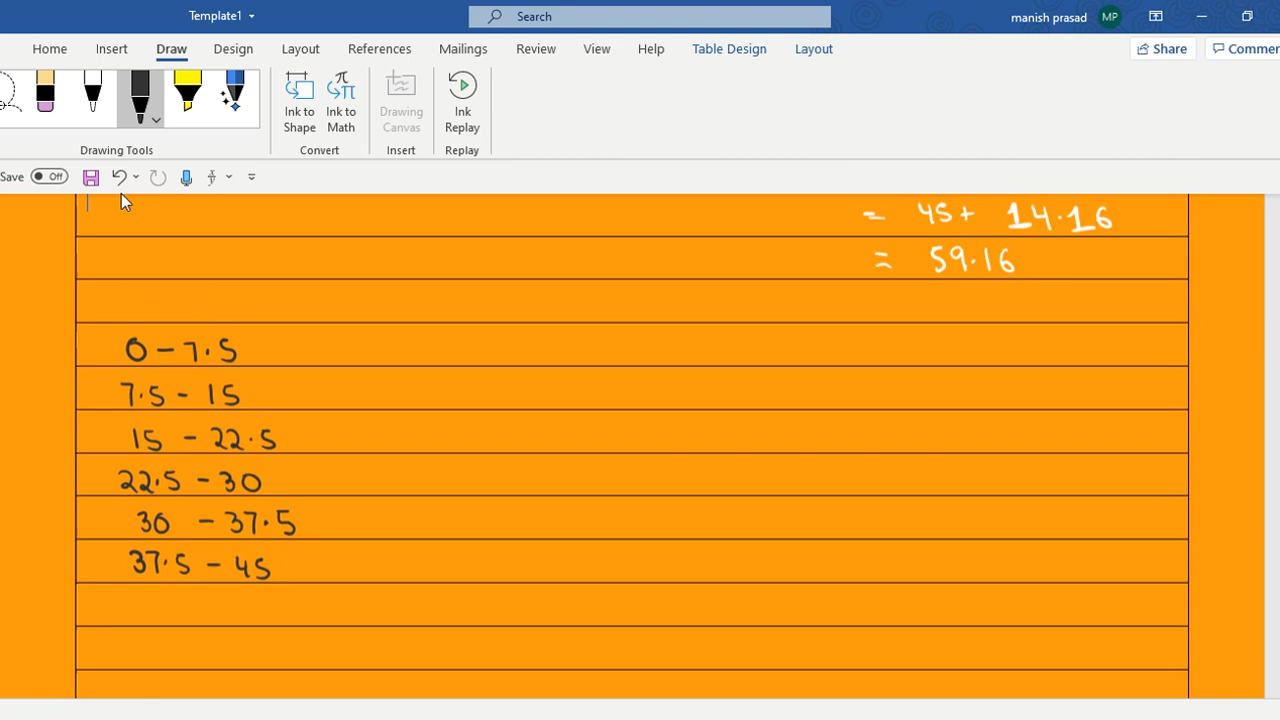 Template1
Search
manish prasad MP
Home Insert Draw Design Layout References Mailings Review View Help Table Design Layout
Share
Comme
Ink to Shape
Ink to Math
Drawing Canvas
Ink Replay
Drawing Tools
Convert
Insert
Replay
Save Off
= 45+ 14.16
= 59.16
0 - 7.5
7.5 - 15
15 - 22.5
22.5 - 30
30 - 37.5
37.5 - 45